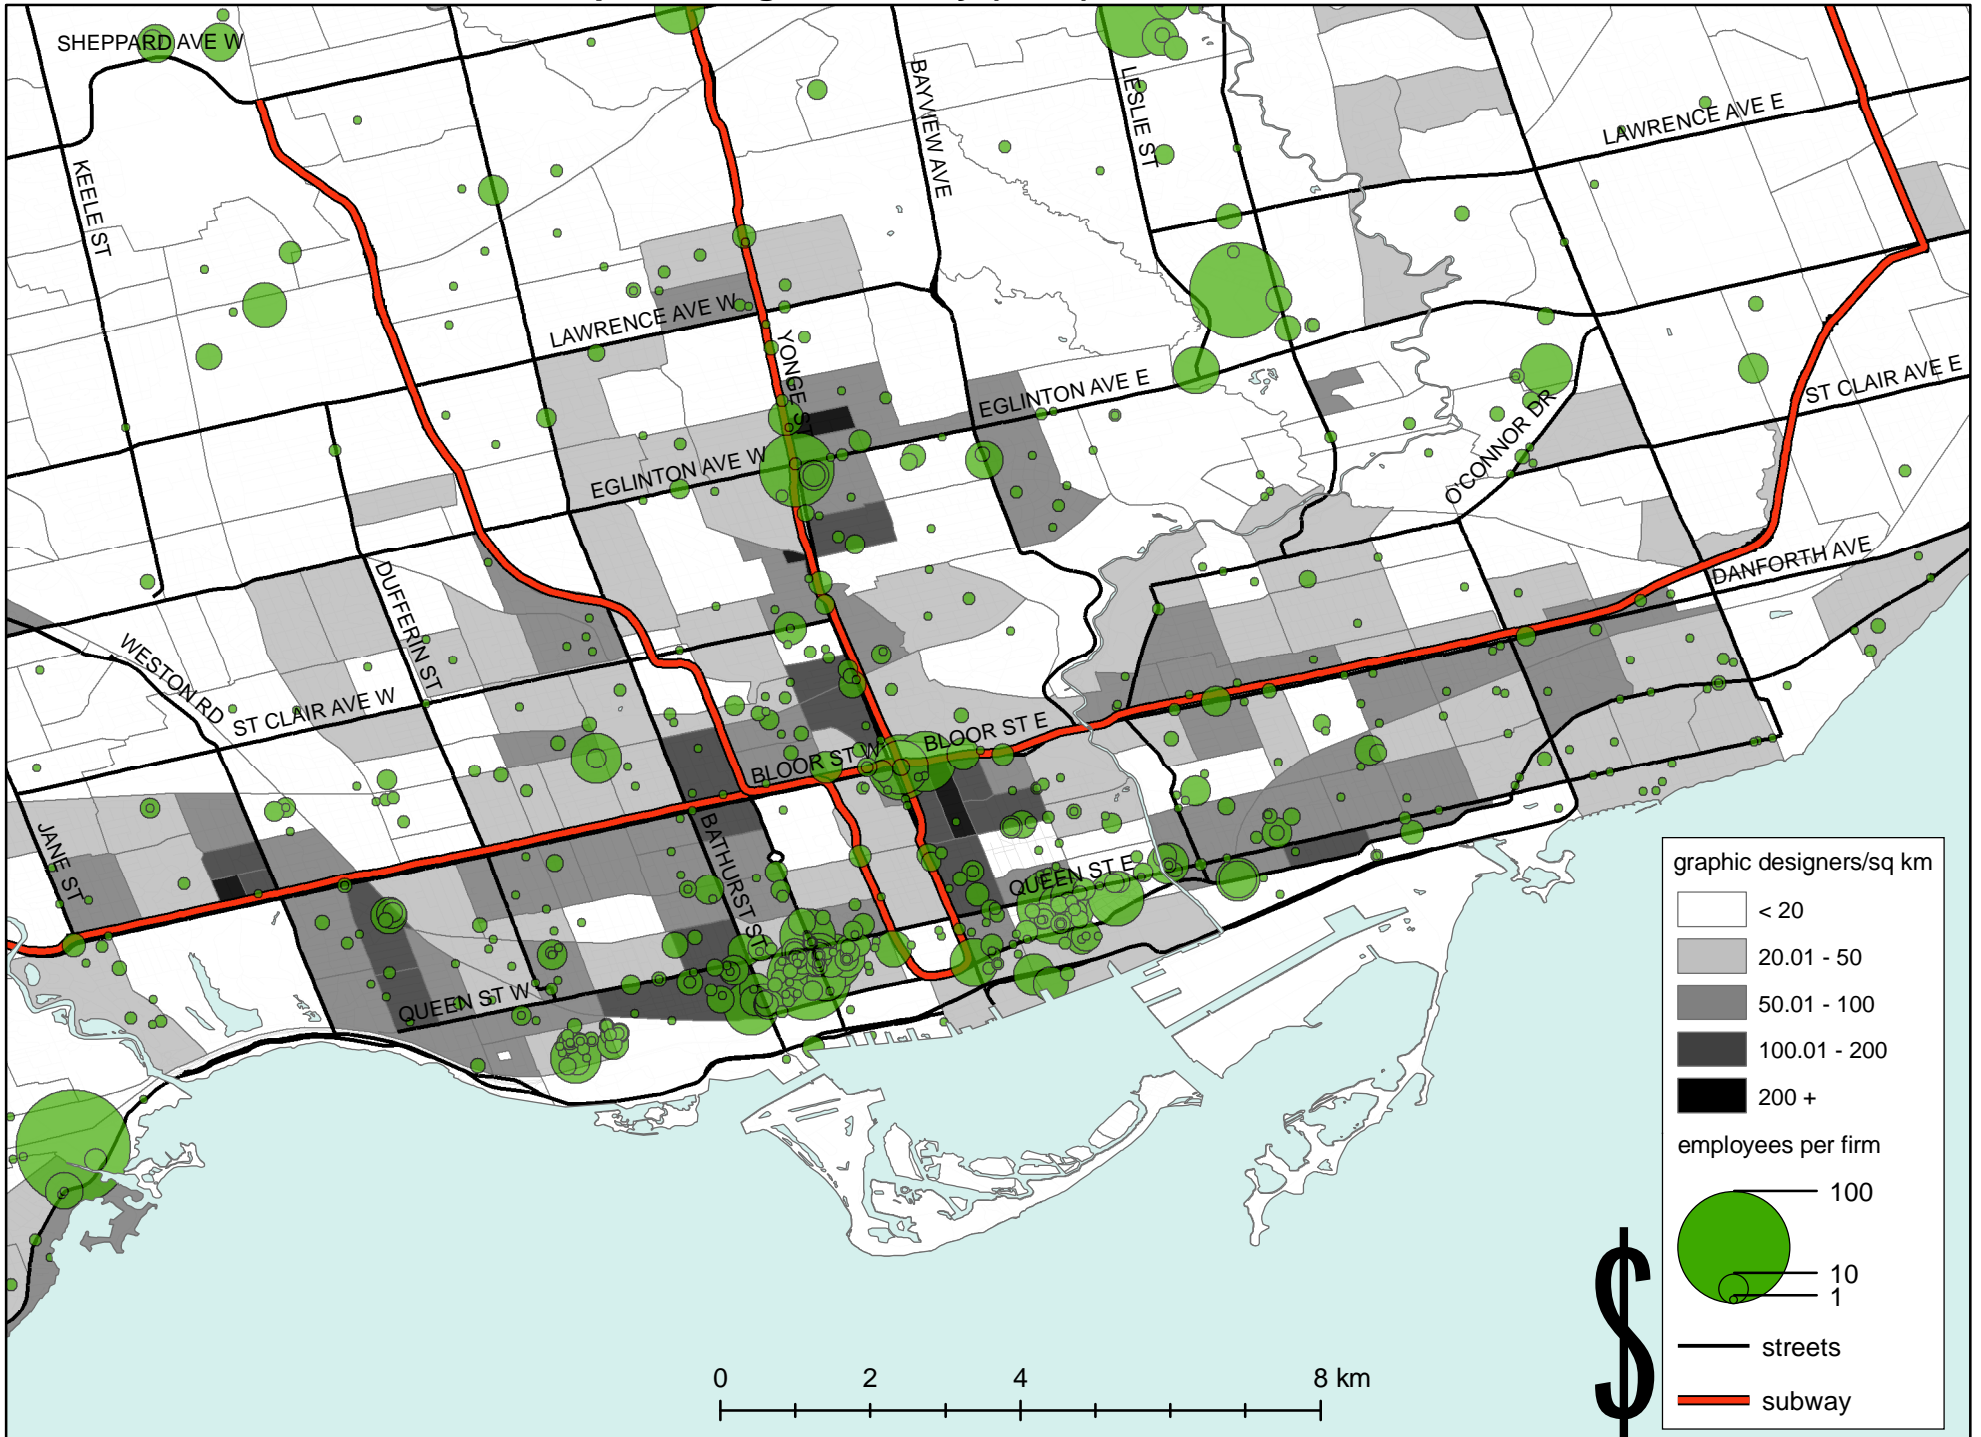 SHEPPARD AVE W
KEELE ST
BAYVIEW AVE
LESLIE ST
LAWRENCE AVE E
LAWRENCE AVE W
YONGE ST
EGLINTON AVE E
ST CLAIR AVE E
O'CONNOR DR
EGLINTON AVE W
DANFORTH AVE
DUFFERIN ST
WESTON RD
ST CLAIR AVE W
BLOOR ST E
BLOOR ST W
JANE ST
BATHURST ST
QUEEN ST E
QUEEN ST W
graphic designers/sq km
< 20
20.01 - 50
50.01 - 100
100.01 - 200
200 +
employees per firm
100
10
1
streets
subway
0 2 4 8 km
$